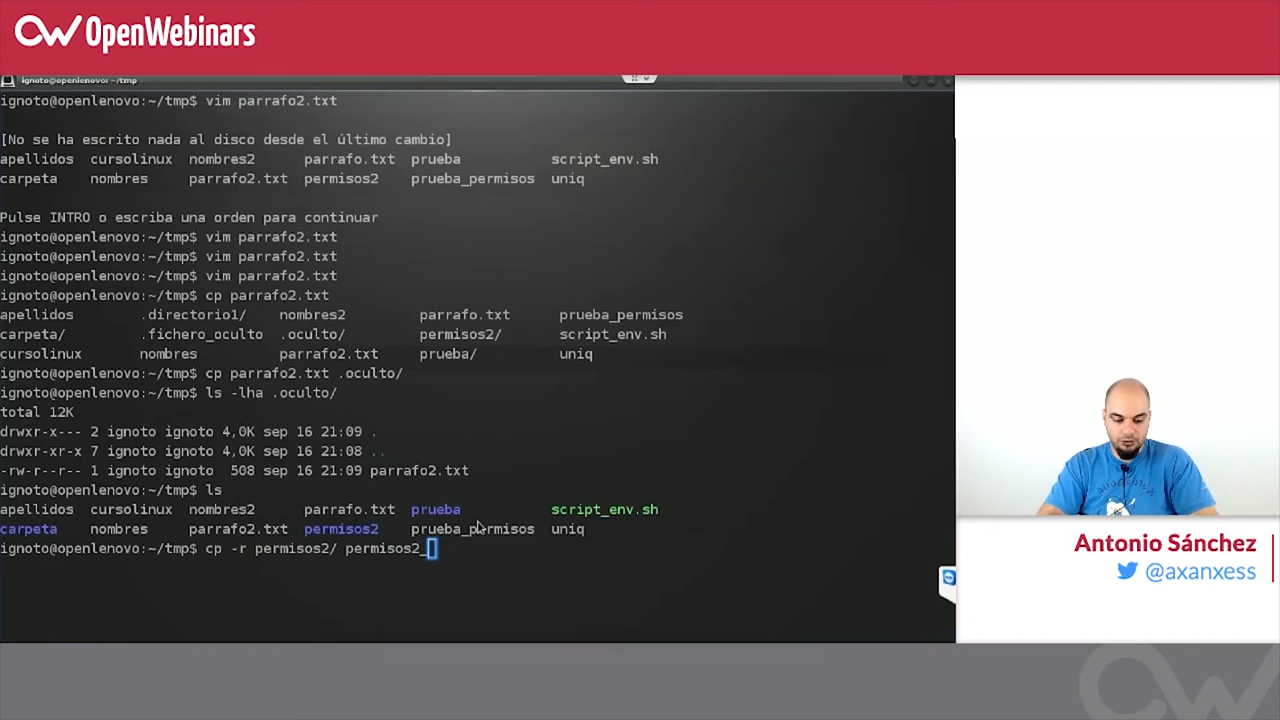 OpenWebinars
ignoto@openlenovo: ~/tmp
ignoto@openlenovo:~/tmp$ vim parrafo2.txt
[No se ha escrito nada al disco desde el último cambio]
apellidos cursolinux nombres2 parrafo.txt prueba script_env.sh
carpeta nombres parrafo2.txt permisos2 prueba_permisos uniq
Pulse INTRO o escriba una orden para continuar
ignoto@openlenovo:~/tmp$ vim parrafo2.txt
ignoto@openlenovo:~/tmp$ vim parrafo2.txt
ignoto@openlenovo:~/tmp$ vim parrafo2.txt
ignoto@openlenovo:~/tmp$ cp parrafo2.txt
apellidos .directorio1/ nombres2 parrafo.txt prueba_permisos
carpeta/ .fichero_oculto .oculto/ permisos2/ script_env.sh
cursolinux nombres parrafo2.txt prueba/ uniq
ignoto@openlenovo:~/tmp$ cp parrafo2.txt .oculto/
ignoto@openlenovo:~/tmp$ ls -lha .oculto/
total 12K
drwxr-x--- 2 ignoto ignoto 4,0K sep 16 21:09 .
drwxr-xr-x 7 ignoto ignoto 4,0K sep 16 21:08 ..
-rw-r--r-- 1 ignoto ignoto 508 sep 16 21:09 parrafo2.txt
ignoto@openlenovo:~/tmp$ ls
apellidos cursolinux nombres2 parrafo.txt prueba script_env.sh
carpeta nombres parrafo2.txt permisos2 prueba_permisos uniq
ignoto@openlenovo:~/tmp$ cp -r permisos2/ permisos2_
Antonio Sánchez
@axanxess